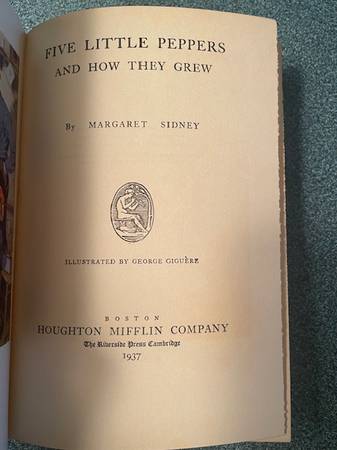 FIVE LITTLE PEPPERS
AND HOW THEY GREW
By MARGARET SIDNEY
ILLUSTRATED BY GEORGE GIGUÈRE
BOSTON
HOUGHTON MIFFLIN COMPANY
The Riverside Press Cambridge
1937